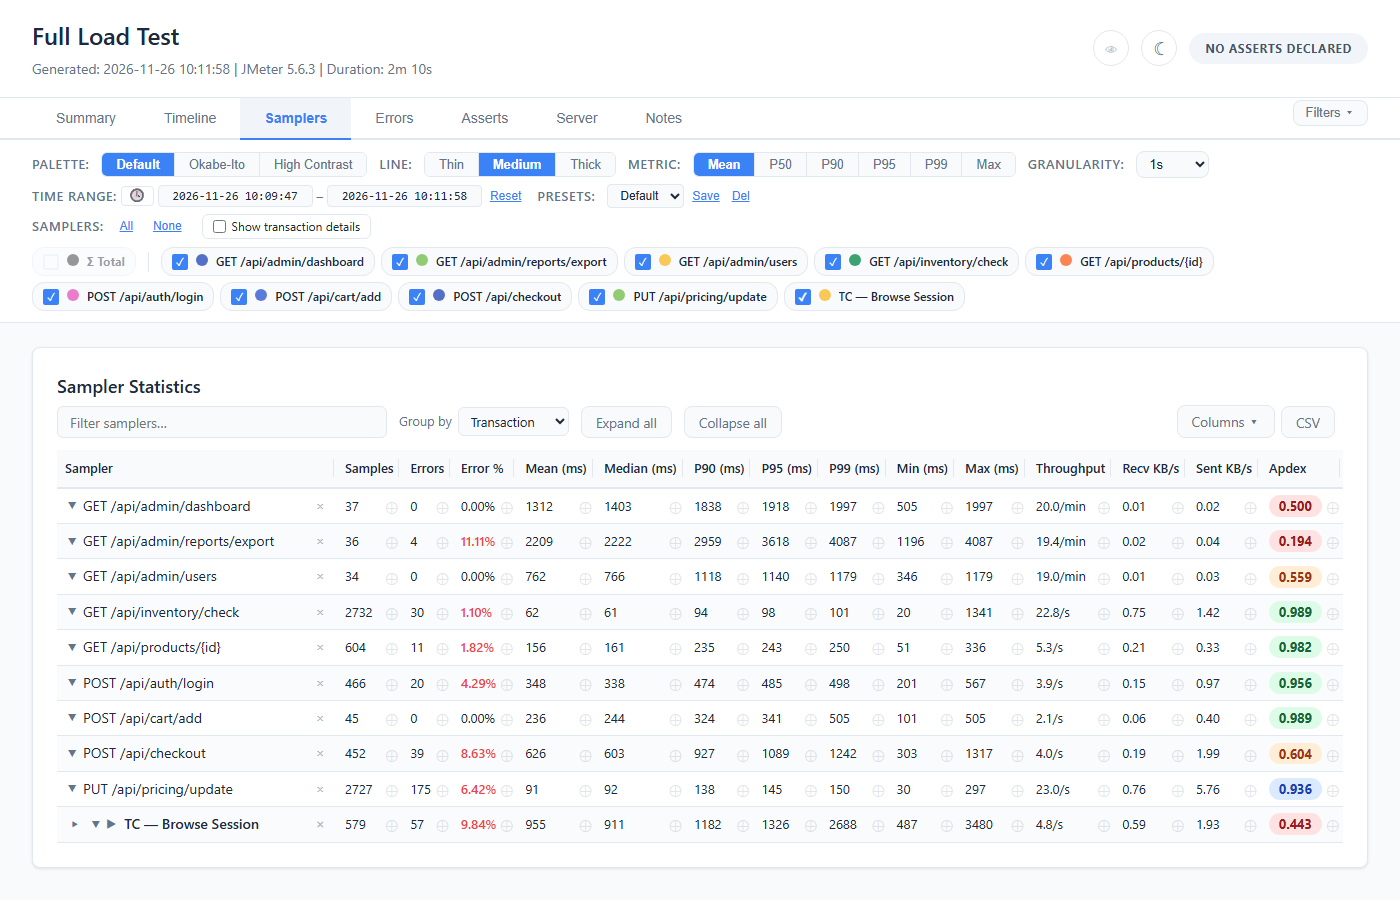 Full Load Test
Generated: 2026-11-26 10:11:58 | JMeter 5.6.3 | Duration: 2m 10s
NO ASSERTS DECLARED
Summary Timeline Samplers Errors Asserts Server Notes Filters ▾
PALETTE: Default Okabe-Ito High Contrast LINE: Thin Medium Thick METRIC: Mean P50 P90 P95 P99 Max GRANULARITY: 1s
TIME RANGE: 2026-11-26 10:09:47 – 2026-11-26 10:11:58 Reset PRESETS: Default Save Del
SAMPLERS: All None Show transaction details
Σ Total GET /api/admin/dashboard GET /api/admin/reports/export GET /api/admin/users GET /api/inventory/check GET /api/products/{id}
POST /api/auth/login POST /api/cart/add POST /api/checkout PUT /api/pricing/update TC — Browse Session
Sampler Statistics
Filter samplers... Group by Transaction Expand all Collapse all Columns ▾ CSV
Sampler Samples Errors Error % Mean (ms) Median (ms) P90 (ms) P95 (ms) P99 (ms) Min (ms) Max (ms) Throughput Recv KB/s Sent KB/s Apdex
▼ GET /api/admin/dashboard × 37 0 0.00% 1312 1403 1838 1918 1997 505 1997 20.0/min 0.01 0.02 0.500
▼ GET /api/admin/reports/export × 36 4 11.11% 2209 2222 2959 3618 4087 1196 4087 19.4/min 0.02 0.04 0.194
▼ GET /api/admin/users × 34 0 0.00% 762 766 1118 1140 1179 346 1179 19.0/min 0.01 0.03 0.559
▼ GET /api/inventory/check × 2732 30 1.10% 62 61 94 98 101 20 1341 22.8/s 0.75 1.42 0.989
▼ GET /api/products/{id} × 604 11 1.82% 156 161 235 243 250 51 336 5.3/s 0.21 0.33 0.982
▼ POST /api/auth/login × 466 20 4.29% 348 338 474 485 498 201 567 3.9/s 0.15 0.97 0.956
▼ POST /api/cart/add × 45 0 0.00% 236 244 324 341 505 101 505 2.1/s 0.06 0.40 0.989
▼ POST /api/checkout × 452 39 8.63% 626 603 927 1089 1242 303 1317 4.0/s 0.19 1.99 0.604
▼ PUT /api/pricing/update × 2727 175 6.42% 91 92 138 145 150 30 297 23.0/s 0.76 5.76 0.936
▸ ▼ ▶ TC — Browse Session × 579 57 9.84% 955 911 1182 1326 2688 487 3480 4.8/s 0.59 1.93 0.443